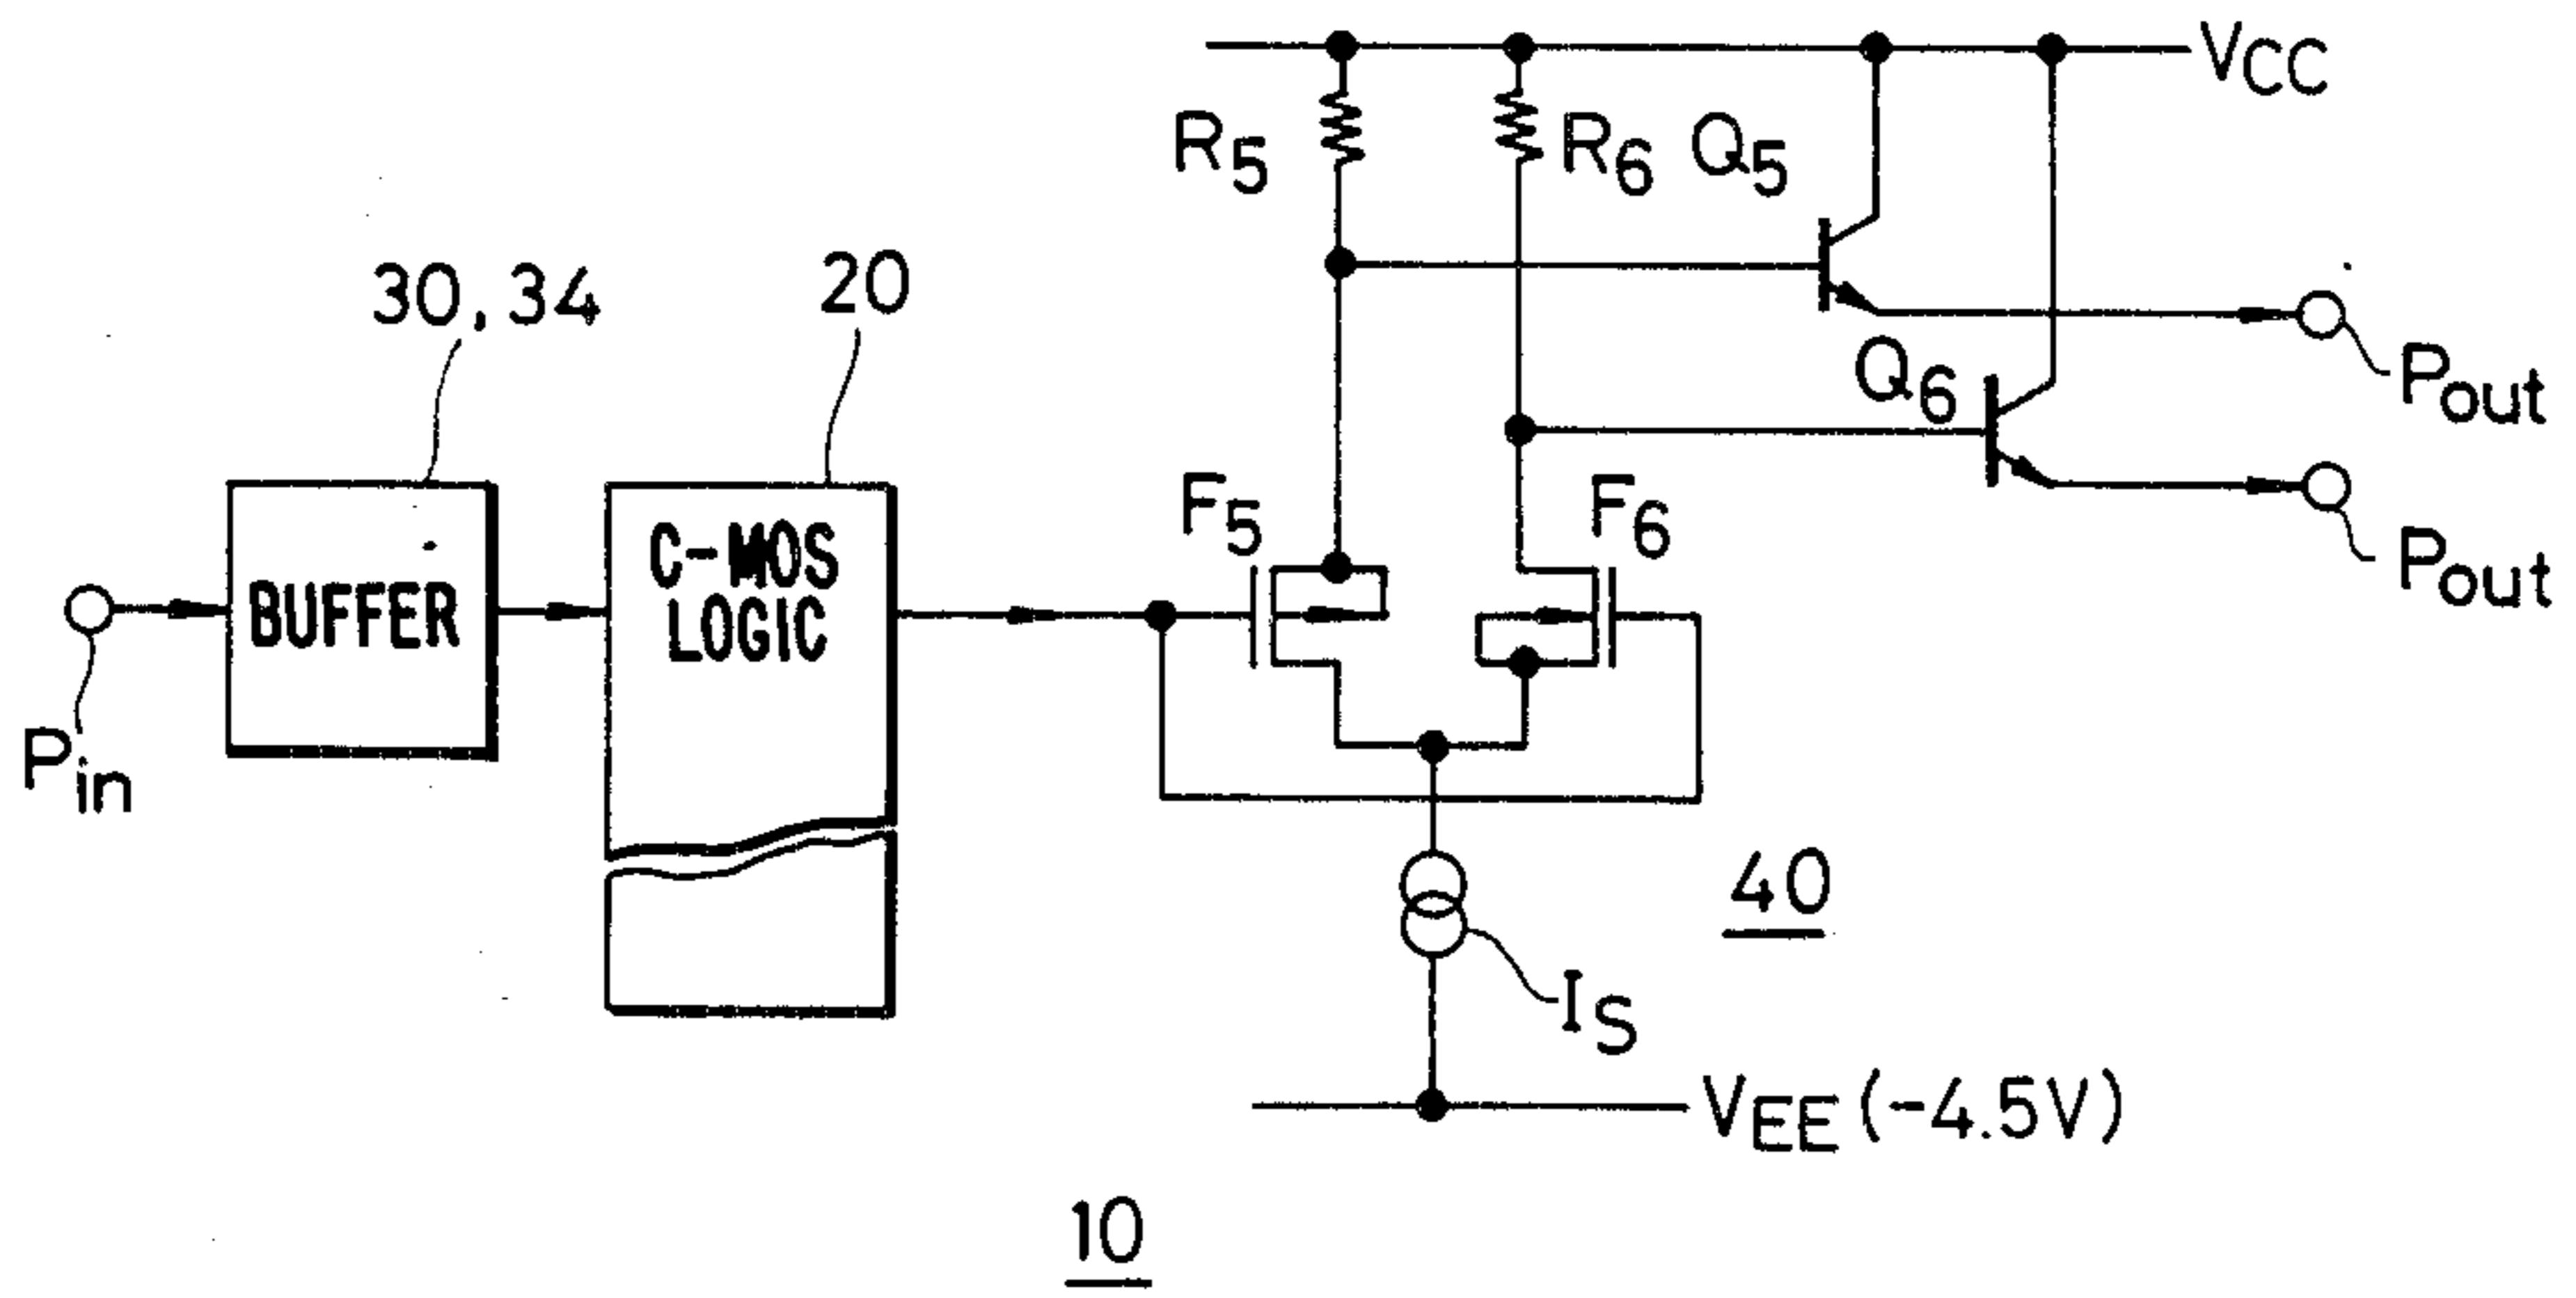 VCC
R5
R6
Q5
30, 34
20
Pout
Q6
F5
F6
C-MOS
LOGIC
BUFFER
Pout
Pin
40
IS
VEE (-4.5V)
10